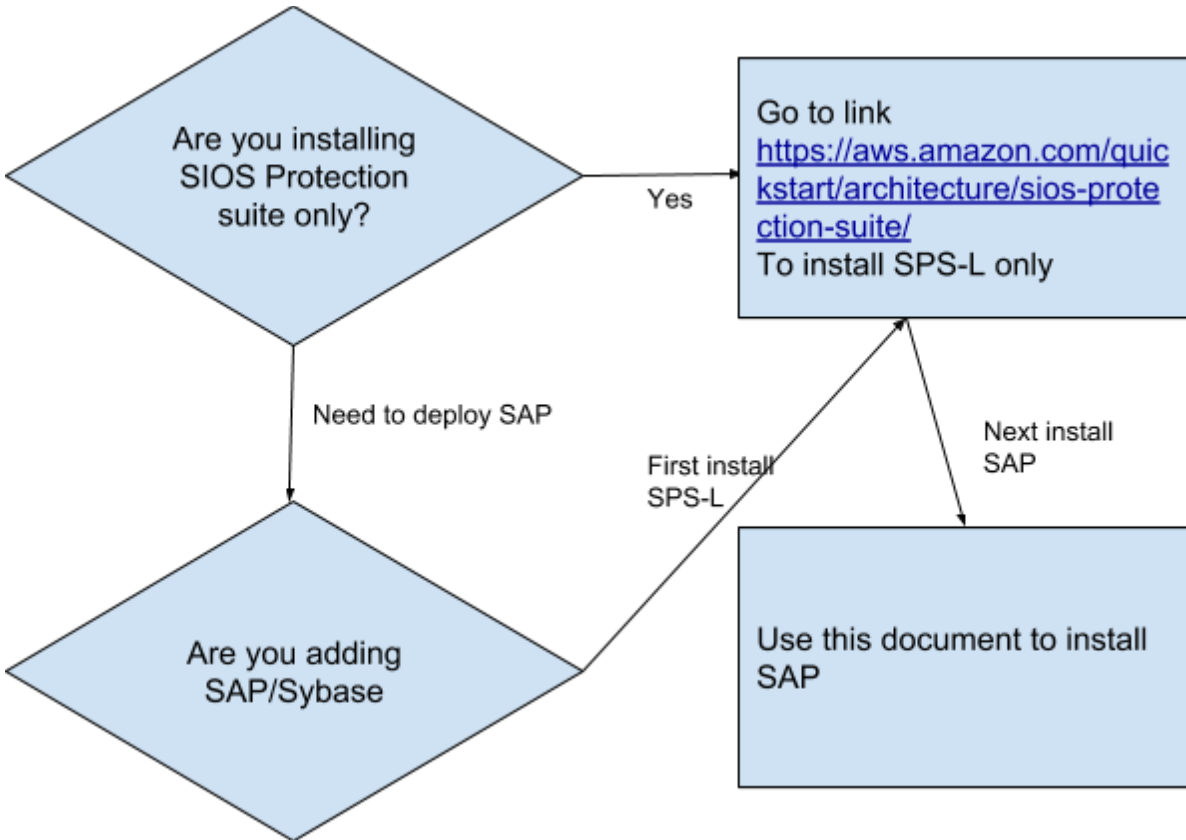 Are you installing
SIOS Protection
suite only?
Yes
Go to link
https://aws.amazon.com/quic
kstart/architecture/sios-prote
ction-suite/
To install SPS-L only
Need to deploy SAP
First install
SPS-L
Next install
SAP
Are you adding
SAP/Sybase
Use this document to install
SAP